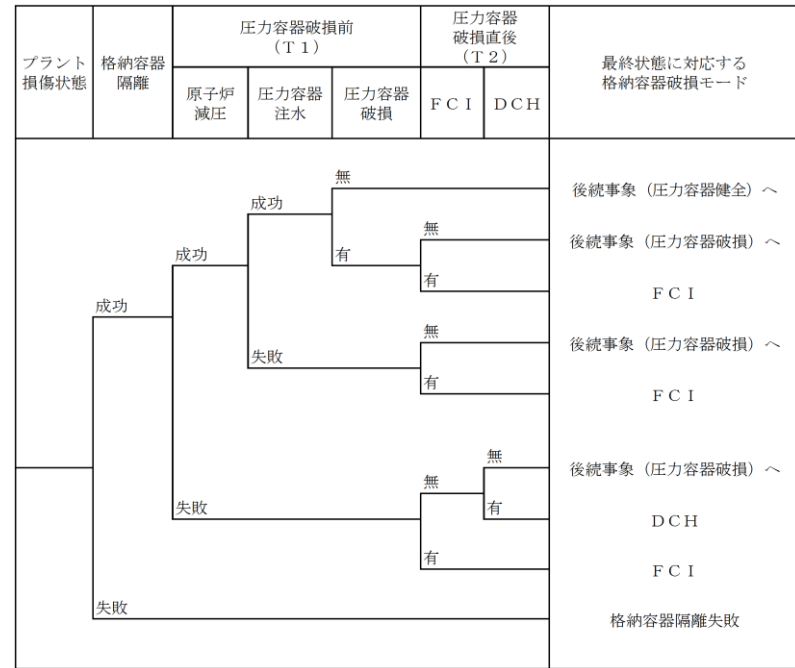 プラント
損傷状態
格納容器
隔離
圧力容器破損前
(Ｔ１)
圧力容器
破損直後
(Ｔ２)
最終状態に対応する
格納容器破損モード
原子炉
減圧
圧力容器
注水
圧力容器
破損
ＦＣＩ
ＤＣＨ
無
後続事象（圧力容器健全）へ
成功
無
後続事象（圧力容器破損）へ
成功
有
有
ＦＣＩ
成功
無
後続事象（圧力容器破損）へ
失敗
有
ＦＣＩ
無
後続事象（圧力容器破損）へ
無
失敗
有
ＤＣＨ
有
ＦＣＩ
失敗
格納容器隔離失敗